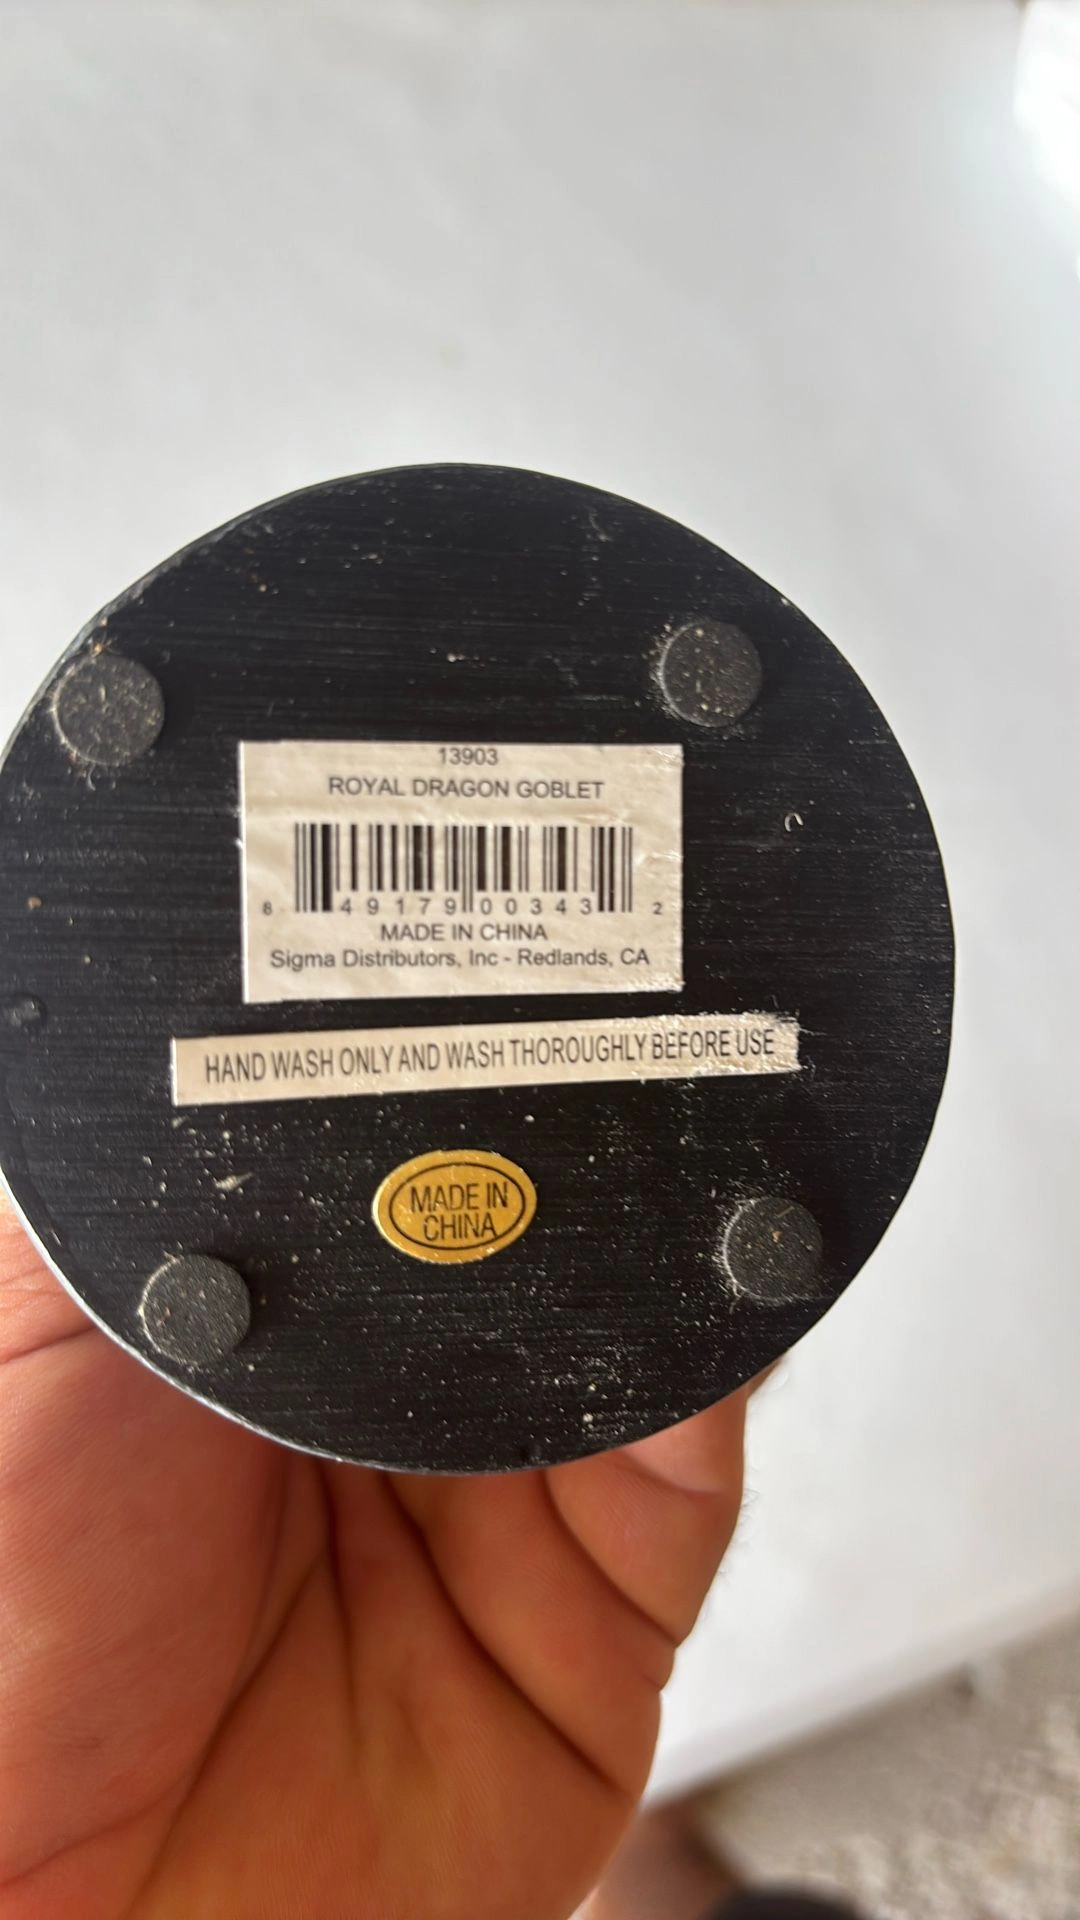 13903
ROYAL DRAGON GOBLET
8 49179 00343 2
MADE IN CHINA
Sigma Distributors, Inc - Redlands, CA
HAND WASH ONLY AND WASH THOROUGHLY BEFORE USE
MADE IN
CHINA